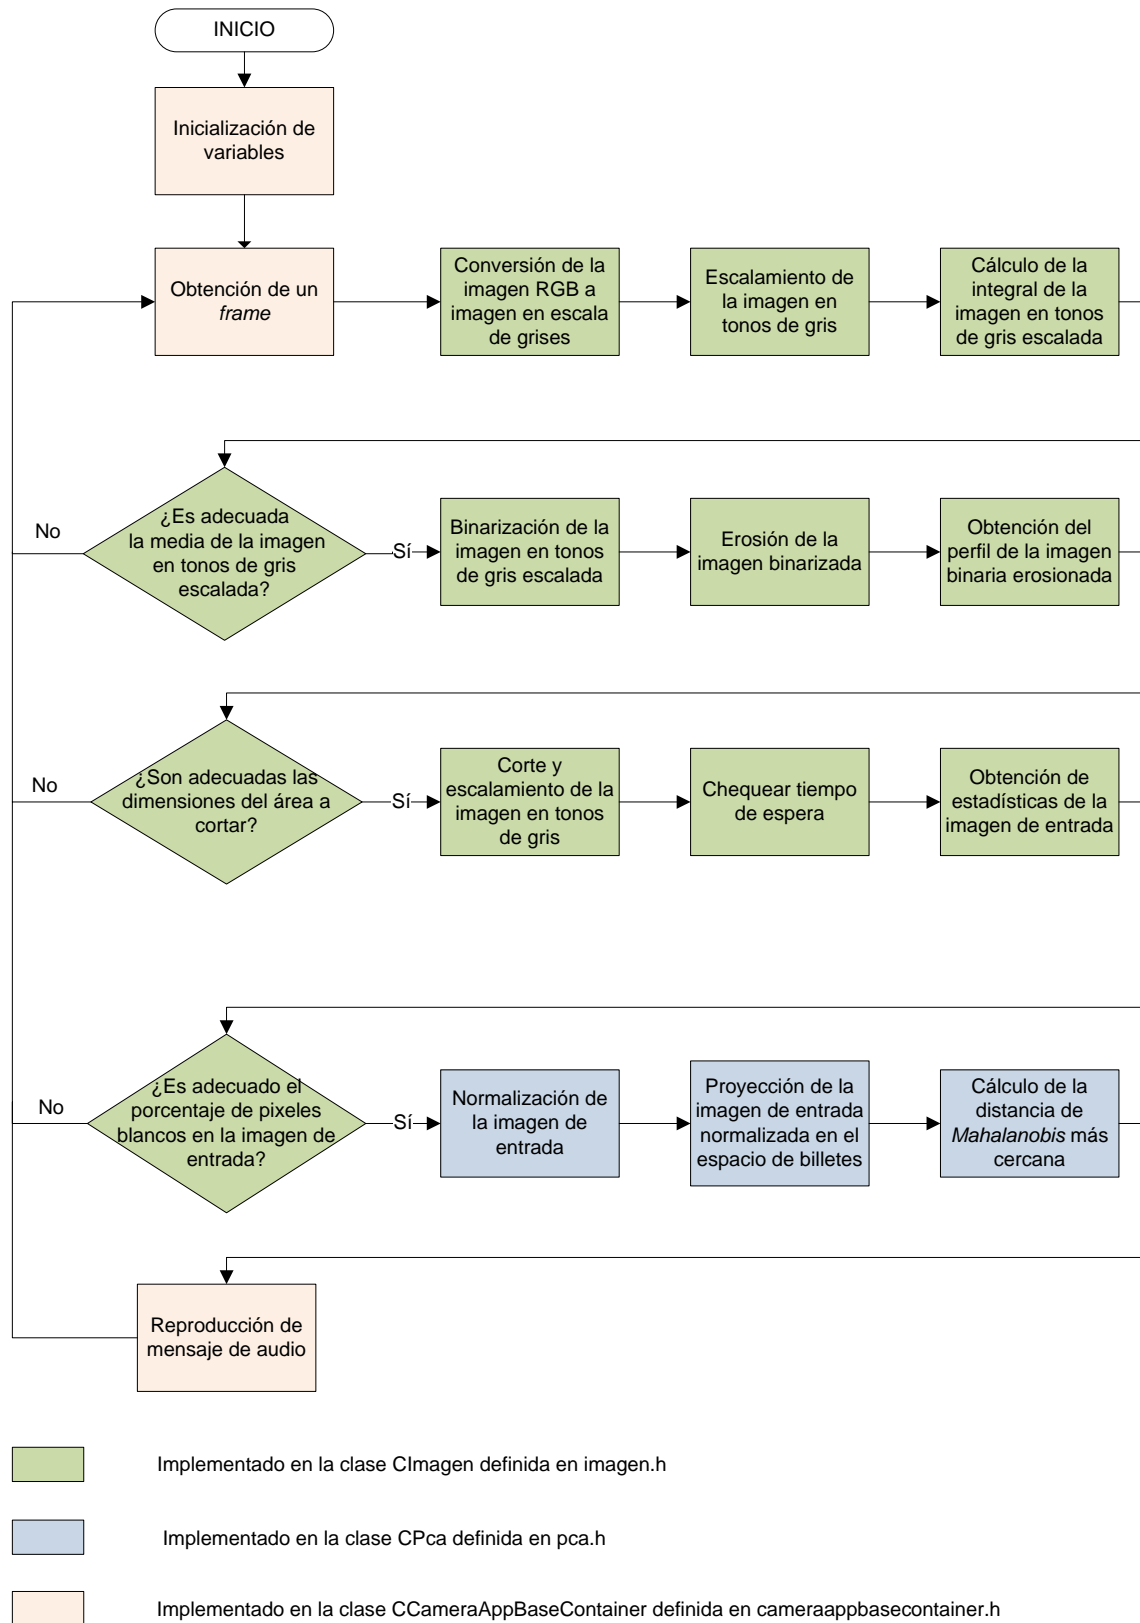 INICIO
Inicialización de
variables
Obtención de un
frame
Conversión de la
imagen RGB a
imagen en escala
de grises
Escalamiento de
la imagen en
tonos de gris
Cálculo de la
integral de la
imagen en tonos
de gris escalada
¿Es adecuada
la media de la imagen
en tonos de gris
escalada?
No
Sí
Binarización de la
imagen en tonos
de gris escalada
Erosión de la
imagen binarizada
Obtención del
perfil de la imagen
binaria erosionada
¿Son adecuadas las
dimensiones del área a
cortar?
No
Sí
Corte y
escalamiento de la
imagen en tonos
de gris
Chequear tiempo
de espera
Obtención de
estadísticas de la
imagen de entrada
¿Es adecuado el
porcentaje de pixeles
blancos en la imagen de
entrada?
No
Sí
Normalización de
la imagen de
entrada
Proyección de la
imagen de entrada
normalizada en el
espacio de billetes
Cálculo de la
distancia de
Mahalanobis más
cercana
Reproducción de
mensaje de audio
Implementado en la clase CImagen definida en imagen.h
Implementado en la clase CPca definida en pca.h
Implementado en la clase CCameraAppBaseContainer definida en cameraappbasecontainer.h